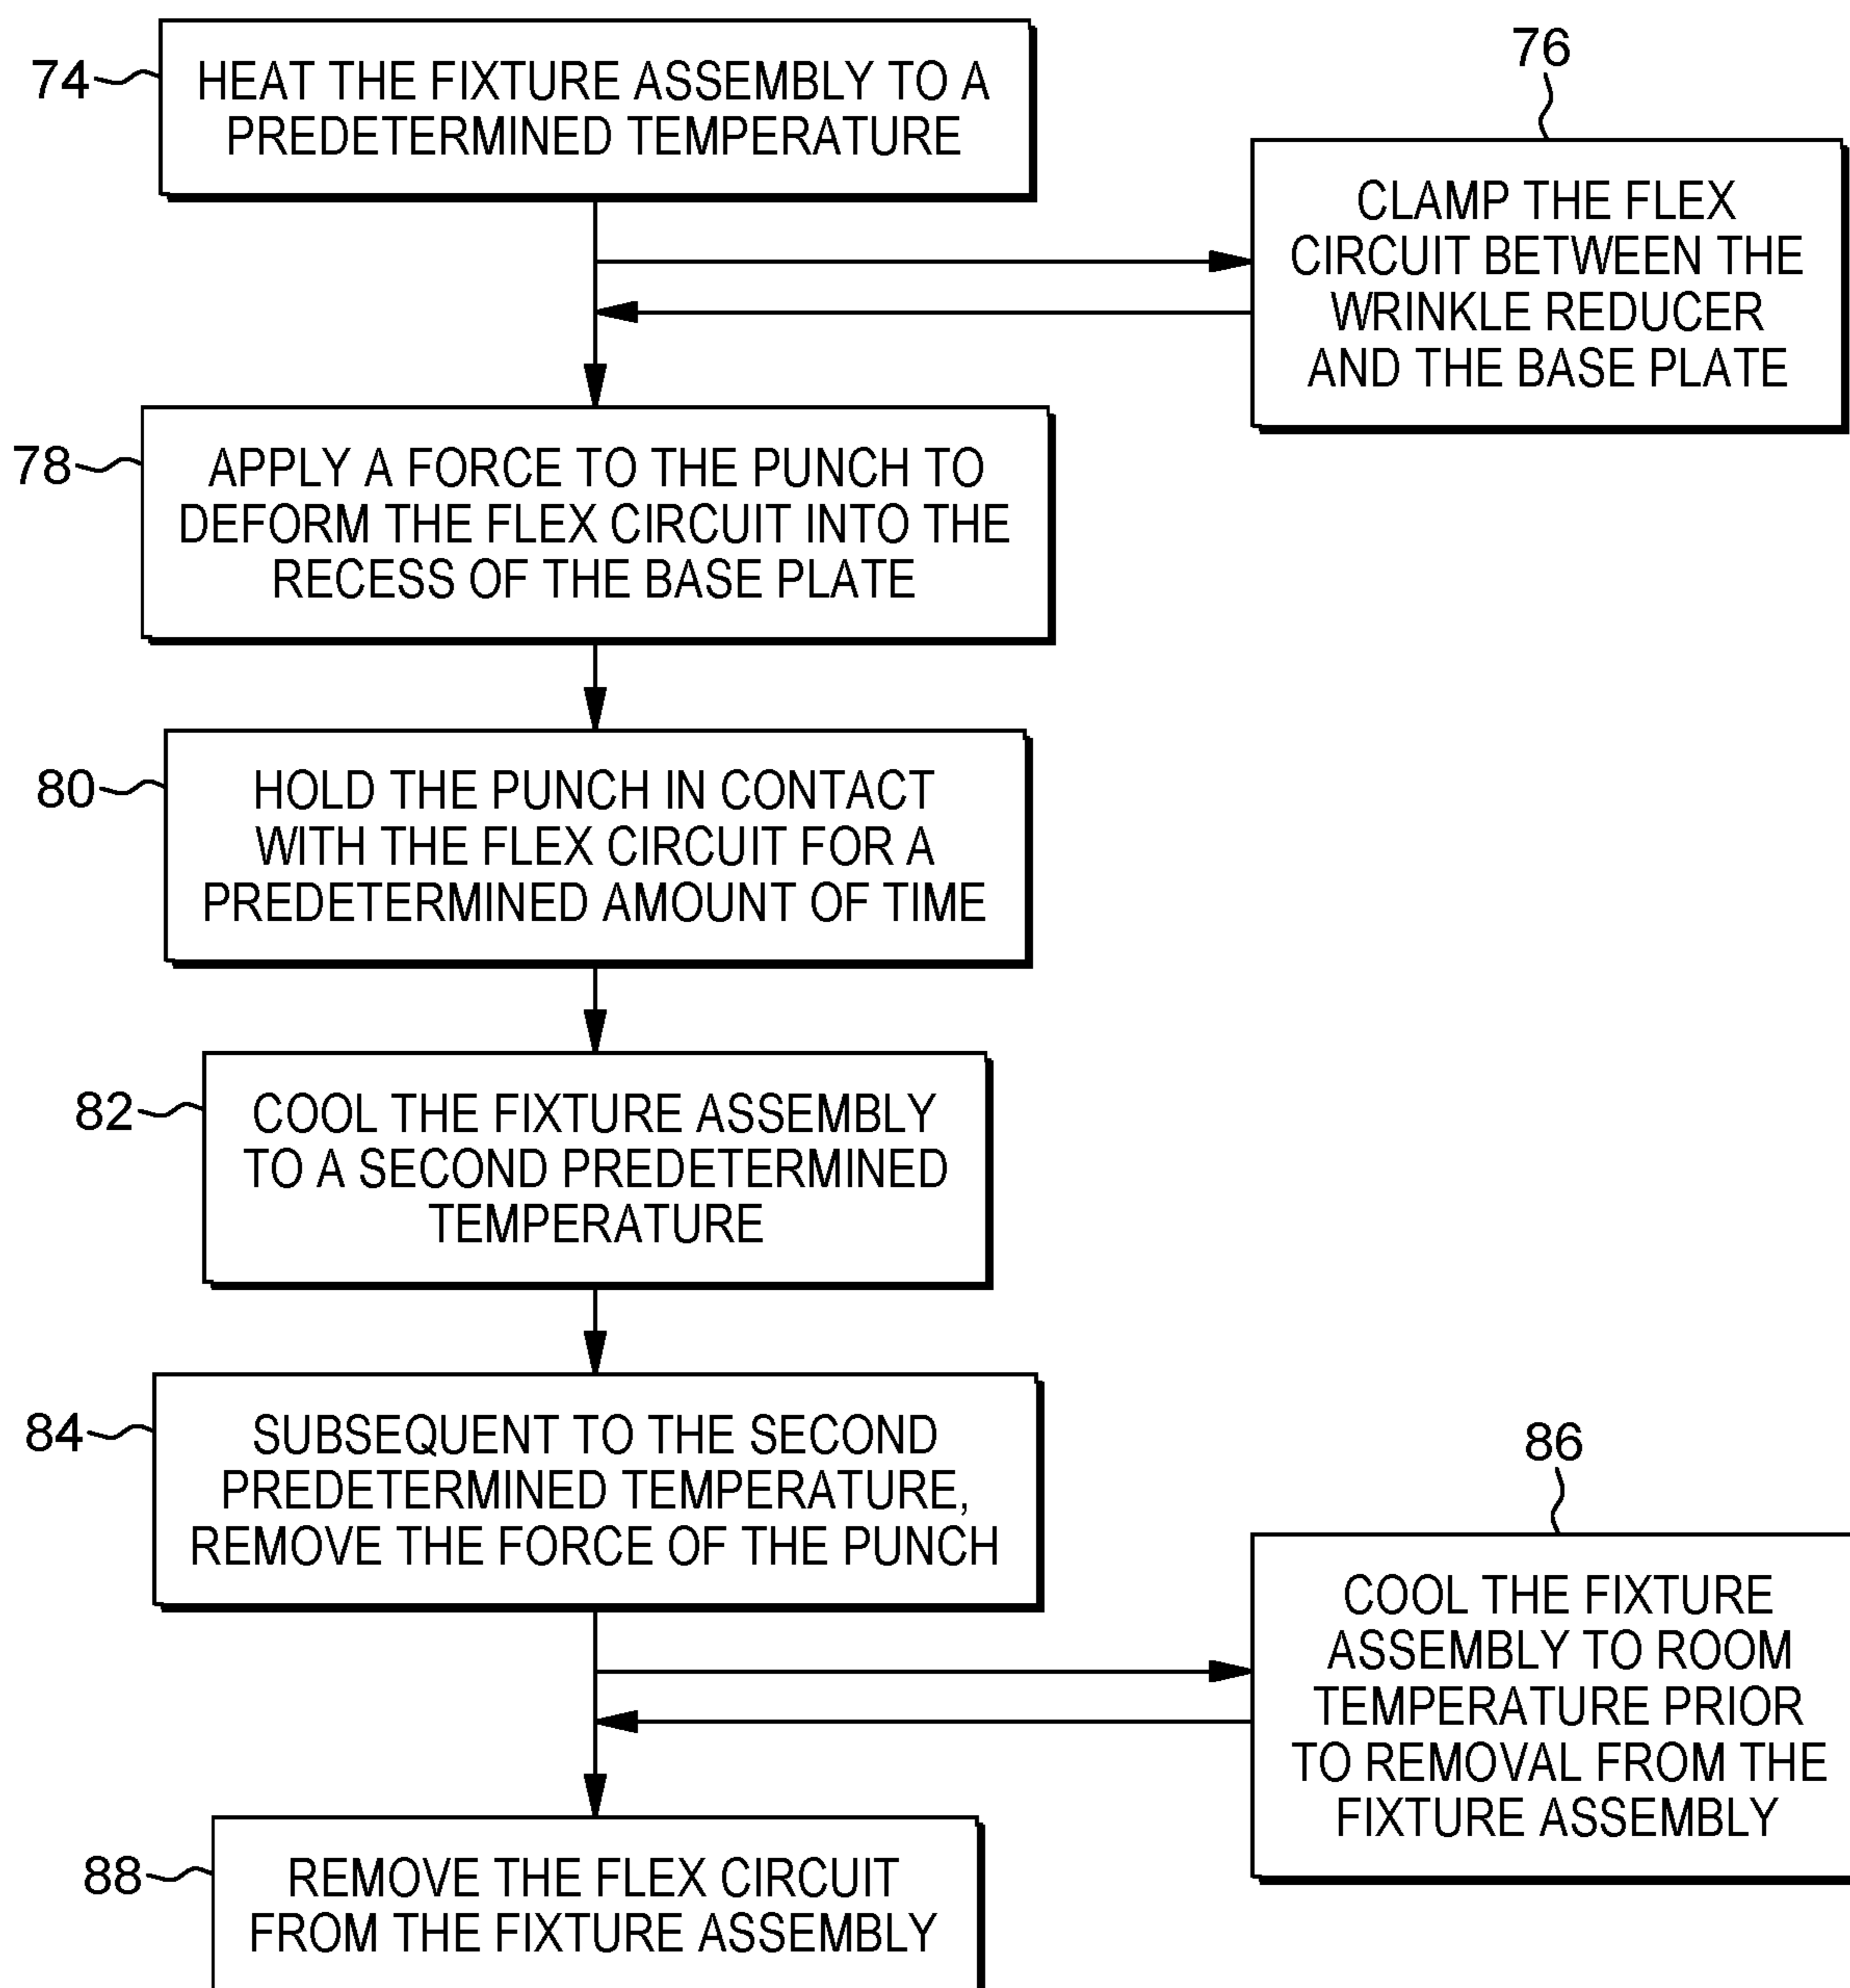 74
HEAT THE FIXTURE ASSEMBLY TO A
PREDETERMINED TEMPERATURE
76
CLAMP THE FLEX
CIRCUIT BETWEEN THE
WRINKLE REDUCER
AND THE BASE PLATE
78
APPLY A FORCE TO THE PUNCH TO
DEFORM THE FLEX CIRCUIT INTO THE
RECESS OF THE BASE PLATE
80
HOLD THE PUNCH IN CONTACT
WITH THE FLEX CIRCUIT FOR A
PREDETERMINED AMOUNT OF TIME
82
COOL THE FIXTURE ASSEMBLY
TO A SECOND PREDETERMINED
TEMPERATURE
84
SUBSEQUENT TO THE SECOND
PREDETERMINED TEMPERATURE,
REMOVE THE FORCE OF THE PUNCH
86
COOL THE FIXTURE
ASSEMBLY TO ROOM
TEMPERATURE PRIOR
TO REMOVAL FROM THE
FIXTURE ASSEMBLY
88
REMOVE THE FLEX CIRCUIT
FROM THE FIXTURE ASSEMBLY